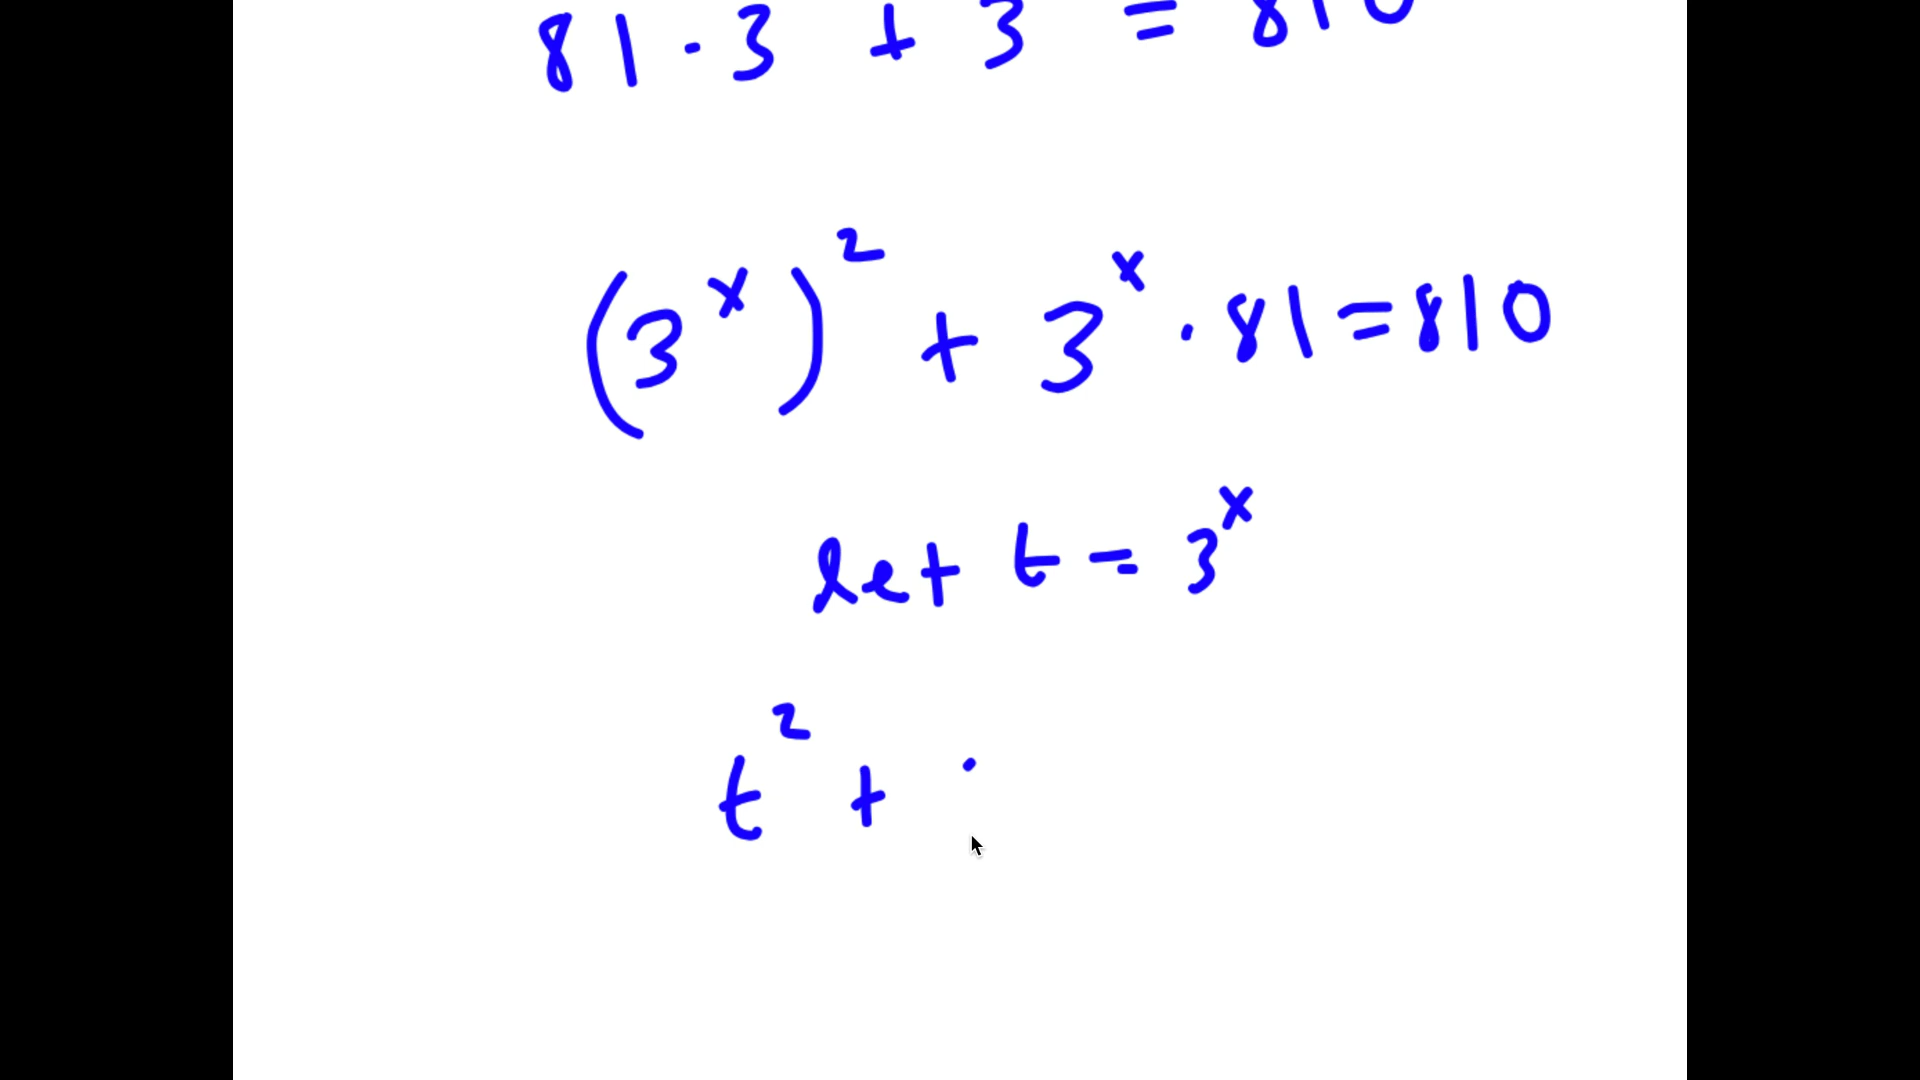 81·3 + 3 = 810
(3^x)^2 + 3^x · 81 = 810
let t = 3^x
t^2 + ·